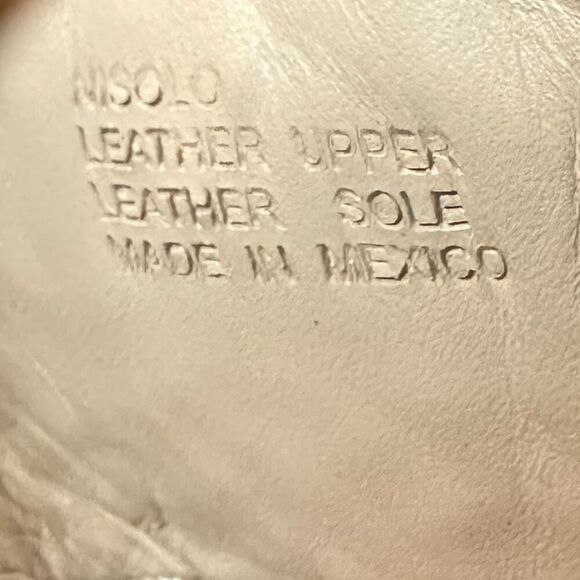 NISOLO
LEATHER UPPER
LEATHER SOLE
MADE IN MEXICO